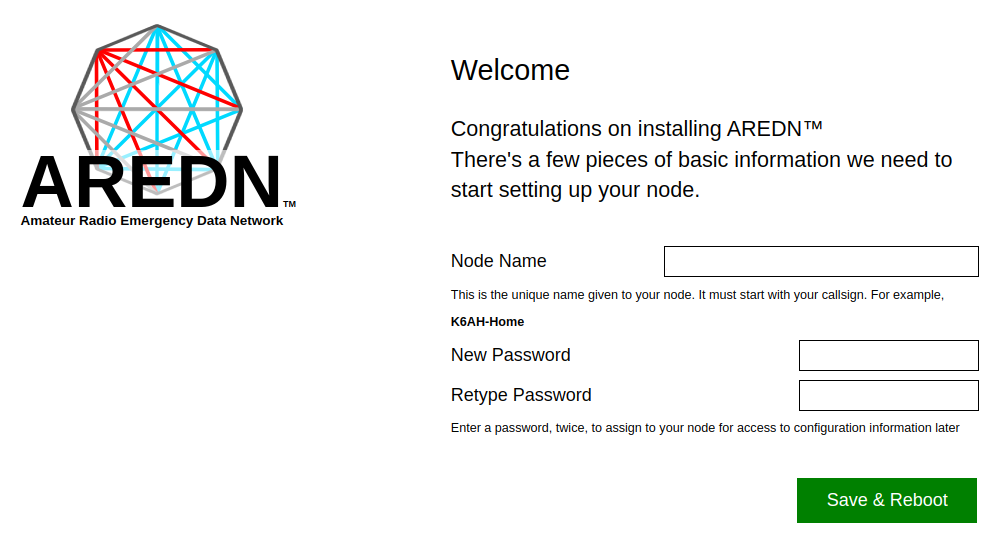 AREDN™
Amateur Radio Emergency Data Network
Welcome
Congratulations on installing AREDN™
There's a few pieces of basic information we need to
start setting up your node.
Node Name
This is the unique name given to your node. It must start with your callsign. For example,
K6AH-Home
New Password
Retype Password
Enter a password, twice, to assign to your node for access to configuration information later
Save & Reboot